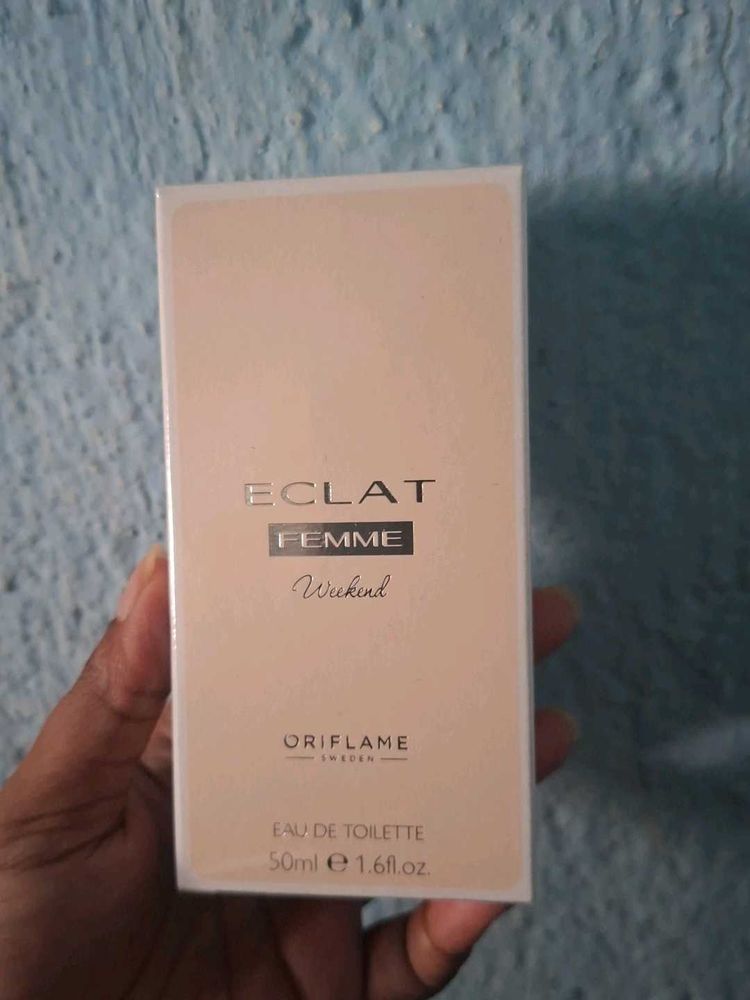 ECLAT
FEMME
Weekend
ORIFLAME
SWEDEN
EAU DE TOILETTE
50ml ℮ 1.6fl.oz.